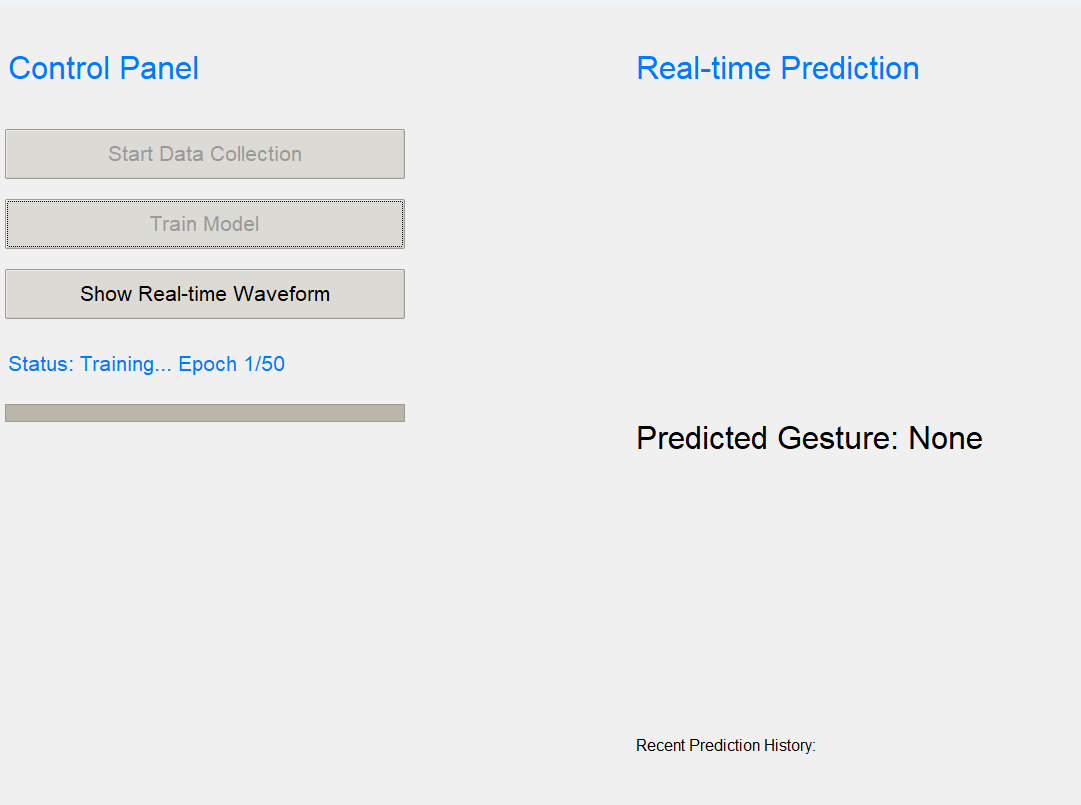 Control Panel
Start Data Collection
Train Model
Show Real-time Waveform
Status: Training... Epoch 1/50
Real-time Prediction
Predicted Gesture: None
Recent Prediction History: